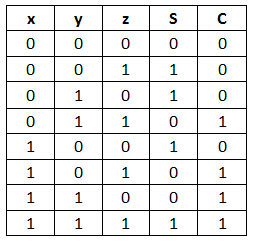 x y z S C
0 0 0 0 0
0 0 1 1 0
0 1 0 1 0
0 1 1 0 1
1 0 0 1 0
1 0 1 0 1
1 1 0 0 1
1 1 1 1 1